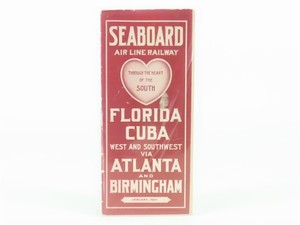 SEABOARD
AIR LINE RAILWAY
THROUGH THE HEART
OF THE
SOUTH
FLORIDA
CUBA
WEST AND SOUTHWEST
VIA
ATLANTA
AND
BIRMINGHAM